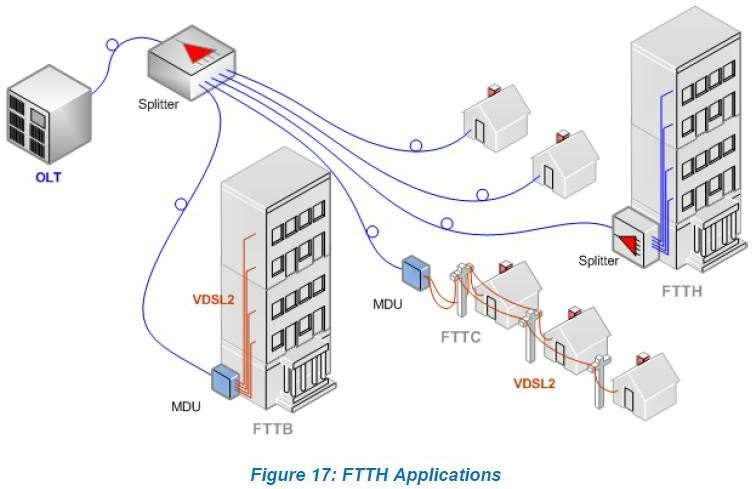 Splitter
OLT
VDSL2
MDU
FTTB
MDU
FTTC
VDSL2
Splitter
FTTH
Figure 17: FTTH Applications